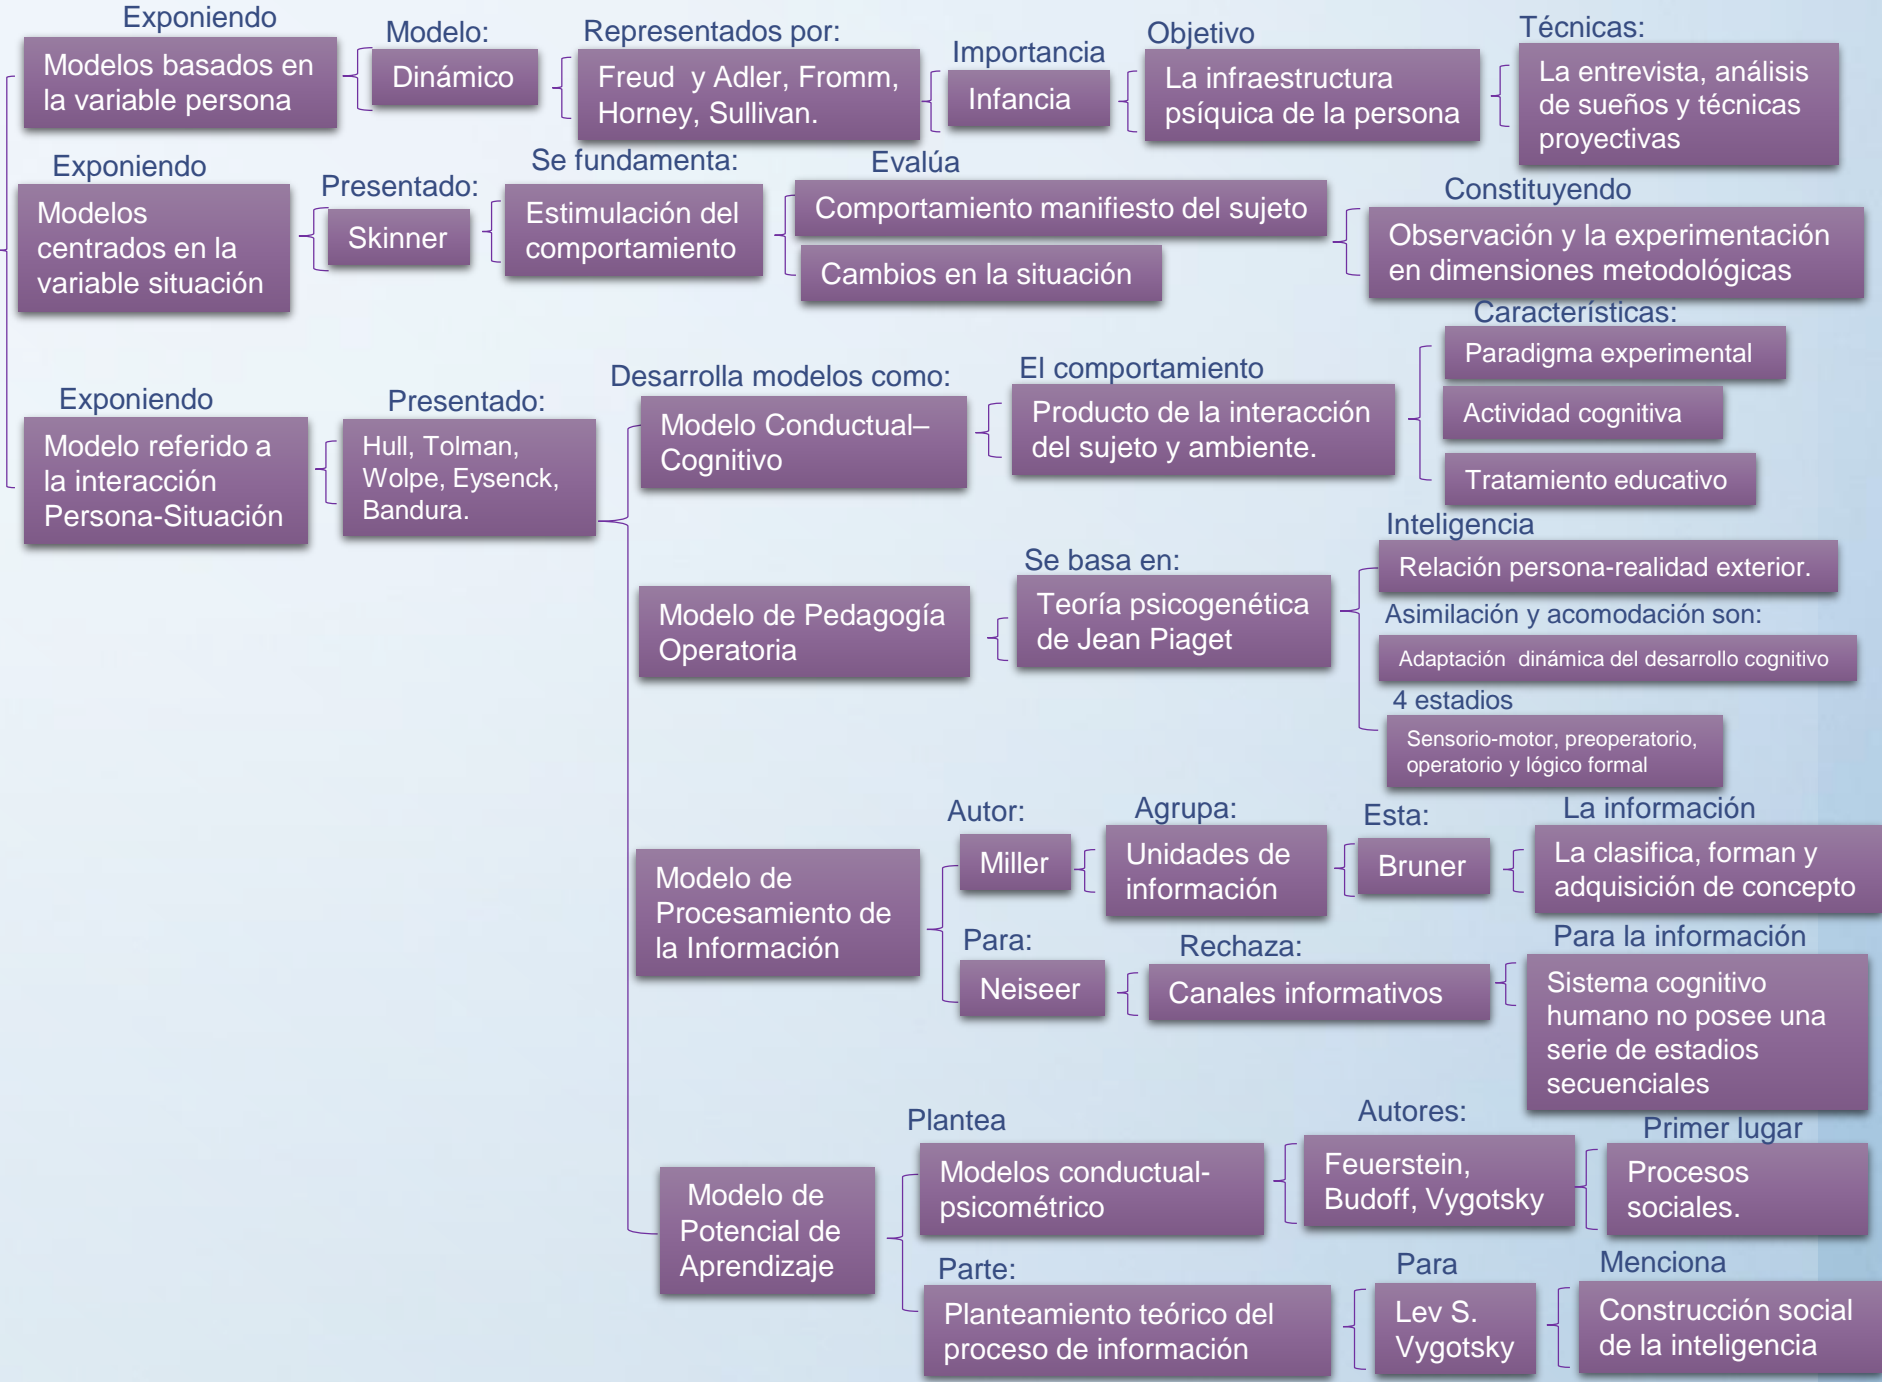 Exponiendo
Modelos basados en
la variable persona
Modelo:
Dinámico
Representados por:
Freud  y Adler, Fromm,
Horney, Sullivan.
Importancia
Infancia
Objetivo
La infraestructura
psíquica de la persona
Técnicas:
La entrevista, análisis
de sueños y técnicas
proyectivas
Exponiendo
Modelos
centrados en la
variable situación
Presentado:
Skinner
Se fundamenta:
Estimulación del
comportamiento
Evalúa
Comportamiento manifiesto del sujeto
Cambios en la situación
Constituyendo
Observación y la experimentación
en dimensiones metodológicas
Exponiendo
Modelo referido a
la interacción
Persona-Situación
Presentado:
Hull, Tolman,
Wolpe, Eysenck,
Bandura.
Desarrolla modelos como:
Modelo Conductual–
Cognitivo
El comportamiento
Producto de la interacción
del sujeto y ambiente.
Características:
Paradigma experimental
Actividad cognitiva
Tratamiento educativo
Modelo de Pedagogía
Operatoria
Se basa en:
Teoría psicogenética
de Jean Piaget
Inteligencia
Relación persona-realidad exterior.
Asimilación y acomodación son:
Adaptación  dinámica del desarrollo cognitivo
4 estadios
Sensorio-motor, preoperatorio,
operatorio y lógico formal
Modelo de
Procesamiento de
la Información
Autor:
Miller
Agrupa:
Unidades de
información
Esta:
Bruner
La información
La clasifica, forman y
adquisición de concepto
Para:
Neiseer
Rechaza:
Canales informativos
Para la información
Sistema cognitivo
humano no posee una
serie de estadios
secuenciales
Modelo de
Potencial de
Aprendizaje
Plantea
Modelos conductual-
psicométrico
Autores:
Feuerstein,
Budoff, Vygotsky
Primer lugar
Procesos
sociales.
Parte:
Planteamiento teórico del
proceso de información
Para
Lev S.
Vygotsky
Menciona
Construcción social
de la inteligencia